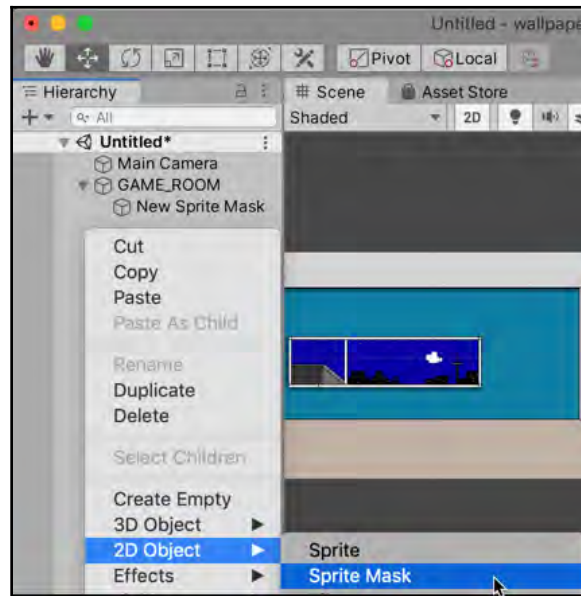 Untitled - wallpape
Pivot Local
Hierarchy
# Scene Asset Store
All
Shaded 2D
Untitled*
Main Camera
GAME_ROOM
New Sprite Mask
Cut
Copy
Paste
Paste As Child
Rename
Duplicate
Delete
Select Children
Create Empty
3D Object
2D Object
Effects
Sprite
Sprite Mask